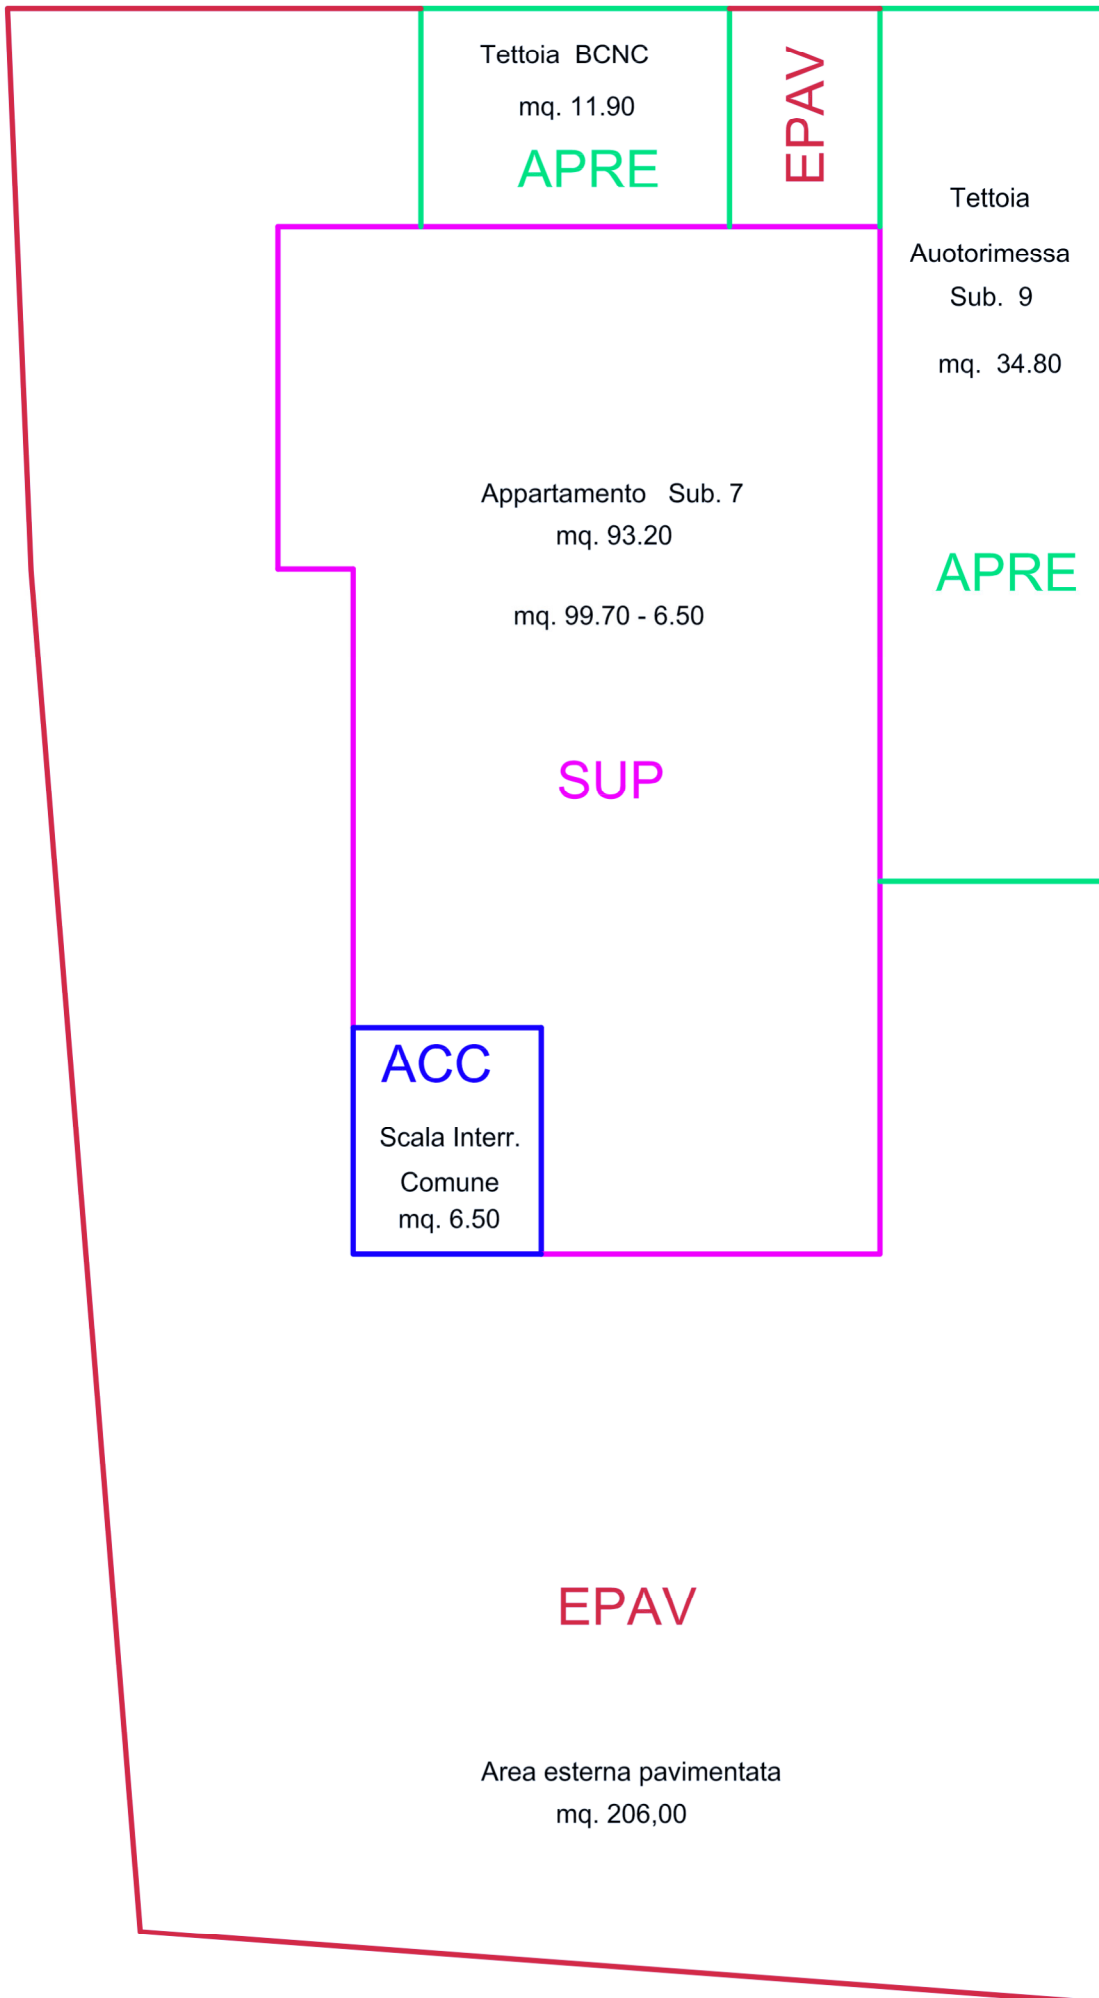 Tettoia BCNC
mq. 11.90
APRE
EPAV
Tettoia
Auotorimessa
Sub. 9
mq. 34.80
APRE
Appartamento Sub. 7
mq. 93.20
mq. 99.70 - 6.50
SUP
ACC
Scala Interr.
Comune
mq. 6.50
EPAV
Area esterna pavimentata
mq. 206,00